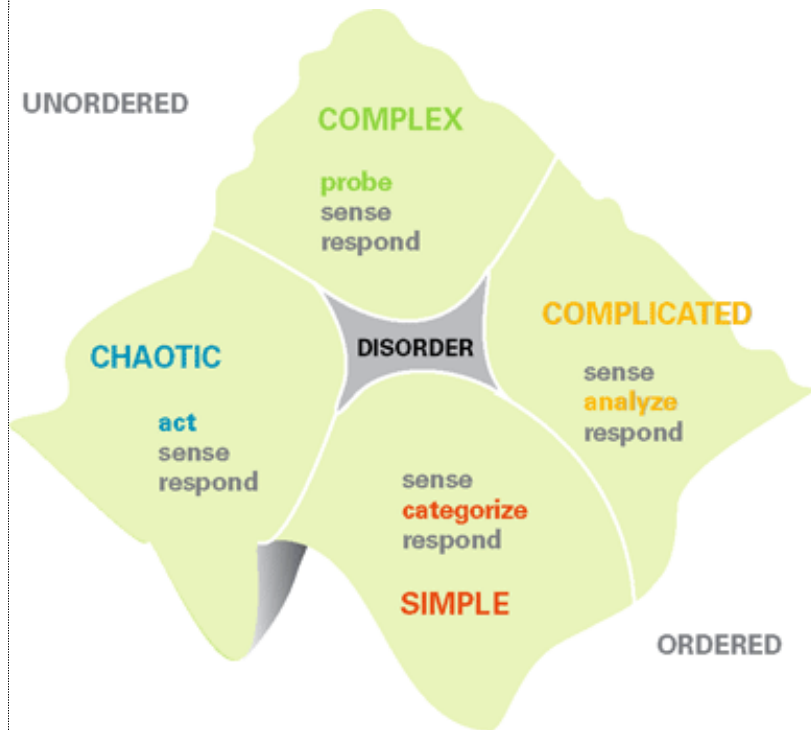 UNORDERED
COMPLEX
probe
sense
respond
COMPLICATED
sense
analyze
respond
DISORDER
CHAOTIC
act
sense
respond
sense
categorize
respond
SIMPLE
ORDERED